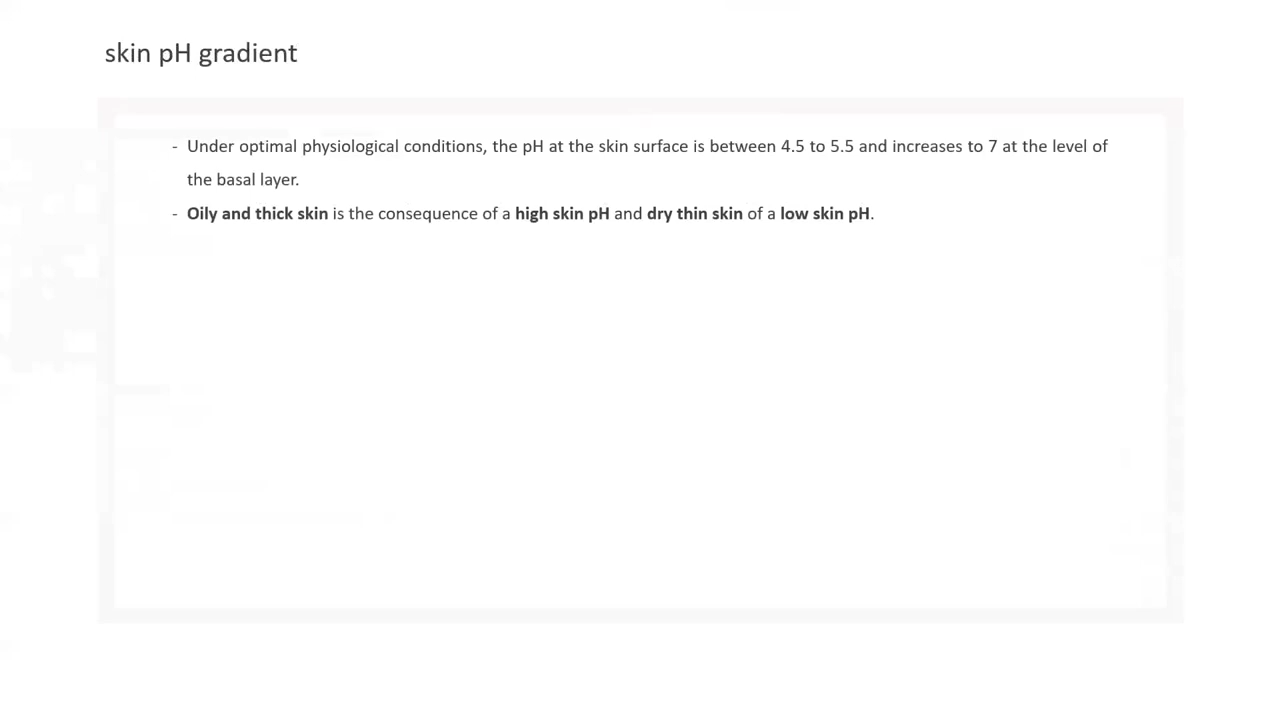 skin pH gradient
- Under optimal physiological conditions, the pH at the skin surface is between 4.5 to 5.5 and increases to 7 at the level of
the basal layer.
- Oily and thick skin is the consequence of a high skin pH and dry thin skin of a low skin pH.